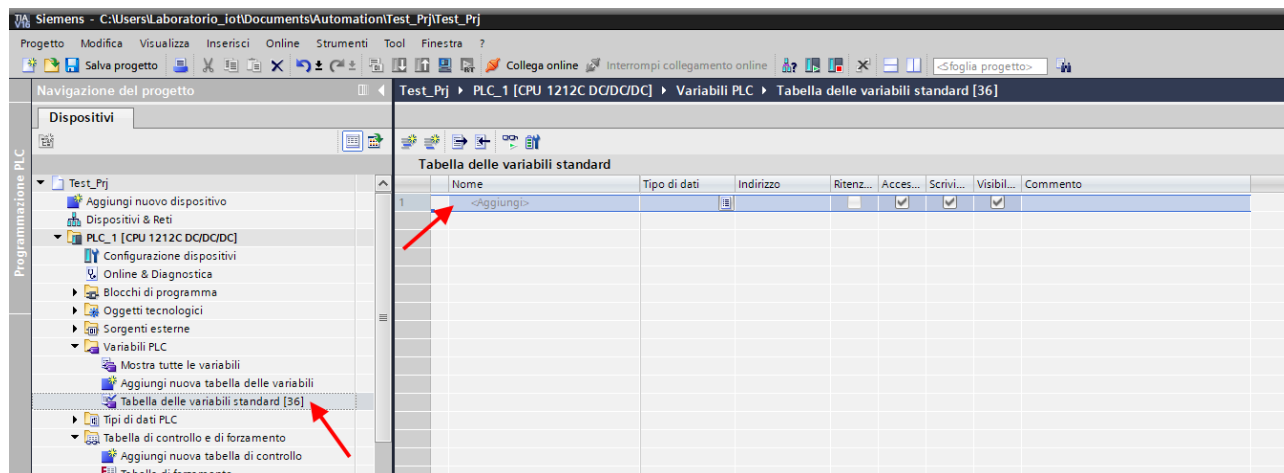 Siemens - C:\Users\Laboratorio_iot\Documents\Automation\Test_Prj\Test_Prj
Progetto Modifica Visualizza Inserisci Online Strumenti Tool Finestra ?
Salva progetto Collega online Interrompi collegamento online <Sfoglia progetto>
Navigazione del progetto
Test_Prj PLC_1 [CPU 1212C DC/DC/DC] Variabili PLC Tabella delle variabili standard [36]
Dispositivi
Programmazione PLC
Tabella delle variabili standard
Nome Tipo di dati Indirizzo Ritenz... Acces... Scrivi... Visibil... Commento
1 <Aggiungi>
Test_Prj
Aggiungi nuovo dispositivo
Dispositivi & Reti
PLC_1 [CPU 1212C DC/DC/DC]
Configurazione dispositivi
Online & Diagnostica
Blocchi di programma
Oggetti tecnologici
Sorgenti esterne
Variabili PLC
Mostra tutte le variabili
Aggiungi nuova tabella delle variabili
Tabella delle variabili standard [36]
Tipi di dati PLC
Tabella di controllo e di forzamento
Aggiungi nuova tabella di controllo
Tabella di forzamento